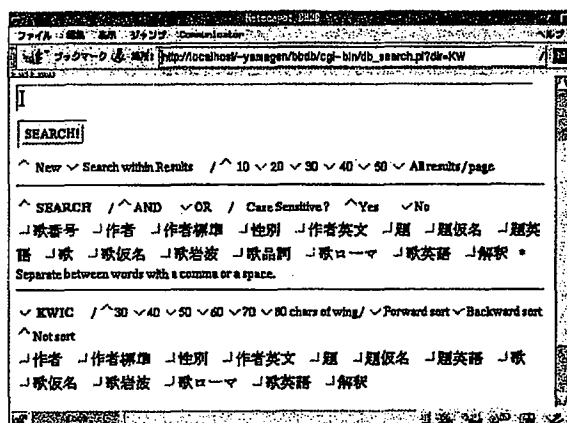 ファイル 編集 表示 ジャンプ Communicator ヘルプ
ブックマーク 場所: http://localhost/~yamagen/bbdb/cgi-bin/db_search.pl?db=KW
SEARCH!
^ New ∨ Search within Results / ^ 10 ∨ 20 ∨ 30 ∨ 40 ∨ 50 ∨ All results/page
^ SEARCH / ^ AND ∨ OR / Case Sensitive? ^ Yes ∨ No
歌番号 作者 作者標準 性別 作者英文 題 題仮名 題英
語 歌 歌仮名 歌岩波 歌品詞 歌ローマ 歌英語 解釈 *
Separate between words with a comma or a space.
∨ KWIC / ^ 30 ∨ 40 ∨ 50 ∨ 60 ∨ 70 ∨ 80 chars of wing/ ∨ Forward sort ∨ Backward sort
^ Not sort
作者 作者標準 性別 作者英文 題 題仮名 題英語 歌
歌仮名 歌岩波 歌ローマ 歌英語 解釈